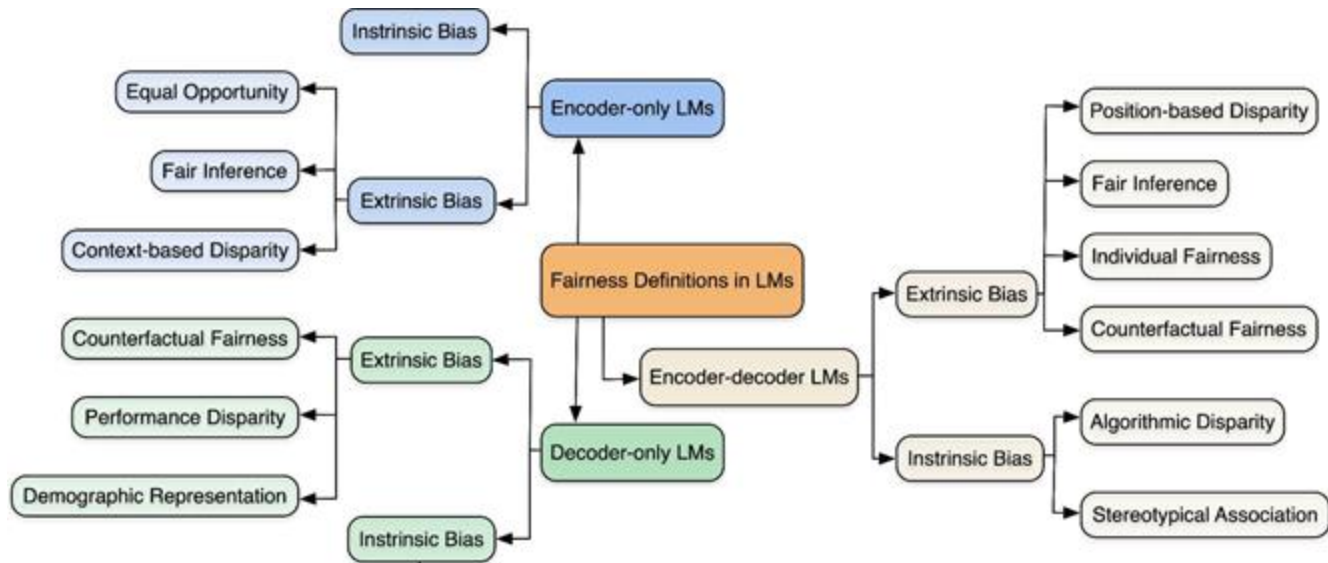 Instrinsic Bias
Equal Opportunity
Encoder-only LMs
Position-based Disparity
Fair Inference
Fair Inference
Extrinsic Bias
Context-based Disparity
Individual Fairness
Fairness Definitions in LMs
Extrinsic Bias
Counterfactual Fairness
Counterfactual Fairness
Extrinsic Bias
Encoder-decoder LMs
Performance Disparity
Algorithmic Disparity
Decoder-only LMs
Instrinsic Bias
Demographic Representation
Stereotypical Association
Instrinsic Bias